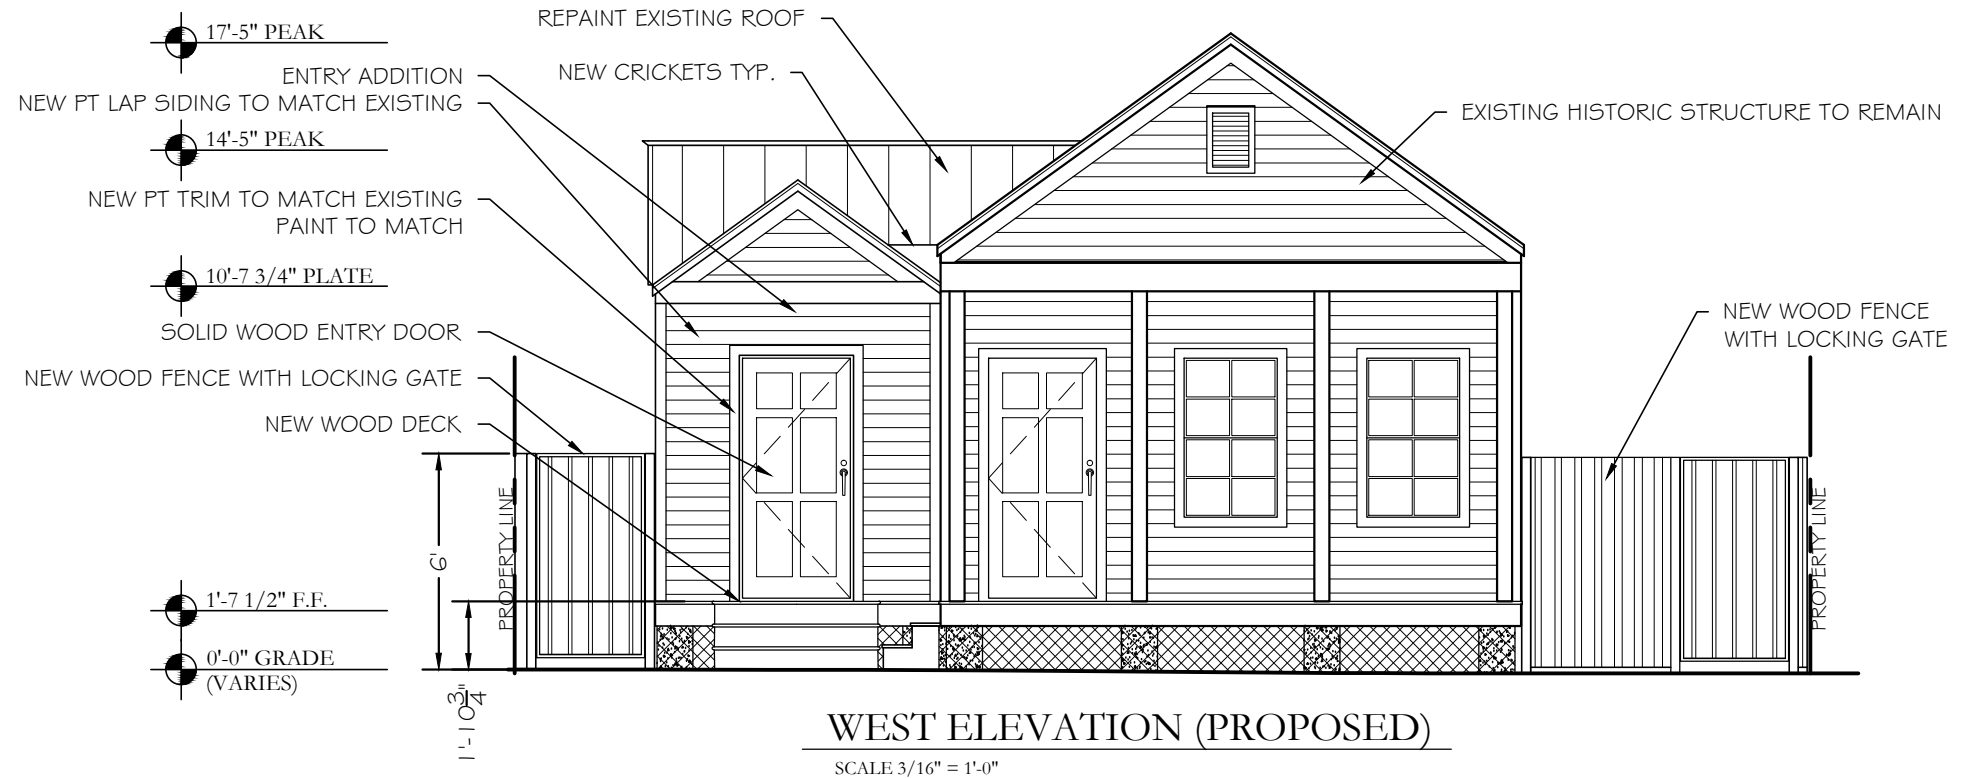 17'-5" PEAK
14'-5" PEAK
10'-7 3/4" PLATE
1'-7 1/2" F.F.
0'-0" GRADE
(VARIES)
REPAINT EXISTING ROOF
NEW CRICKETS TYP.
ENTRY ADDITION
NEW PT LAP SIDING TO MATCH EXISTING
NEW PT TRIM TO MATCH EXISTING
PAINT TO MATCH
SOLID WOOD ENTRY DOOR
NEW WOOD FENCE WITH LOCKING GATE
NEW WOOD DECK
EXISTING HISTORIC STRUCTURE TO REMAIN
NEW WOOD FENCE
WITH LOCKING GATE
6'
1'-10 3/4"
PROPERTY LINE
PROPERTY LINE
WEST ELEVATION (PROPOSED)
SCALE 3/16" = 1'-0"